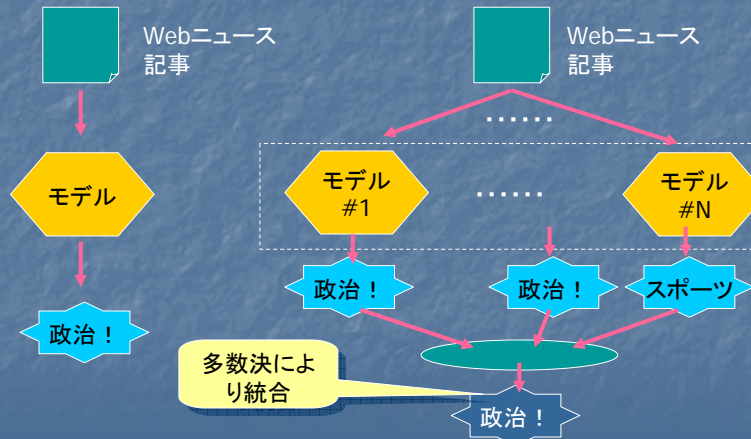 Webニュース
記事
モデル
政治！
Webニュース
記事
……
モデル
#1
……
モデル
#N
政治！
政治！
スポーツ
多数決によ
り統合
政治！